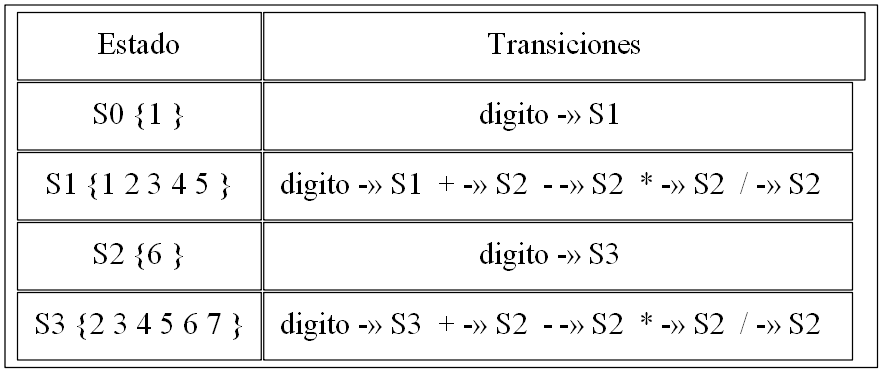 Estado Transiciones
S0 {1 } digito -» S1
S1 {1 2 3 4 5 } digito -» S1 + -» S2 - -» S2 * -» S2 / -» S2
S2 {6 } digito -» S3
S3 {2 3 4 5 6 7 } digito -» S3 + -» S2 - -» S2 * -» S2 / -» S2